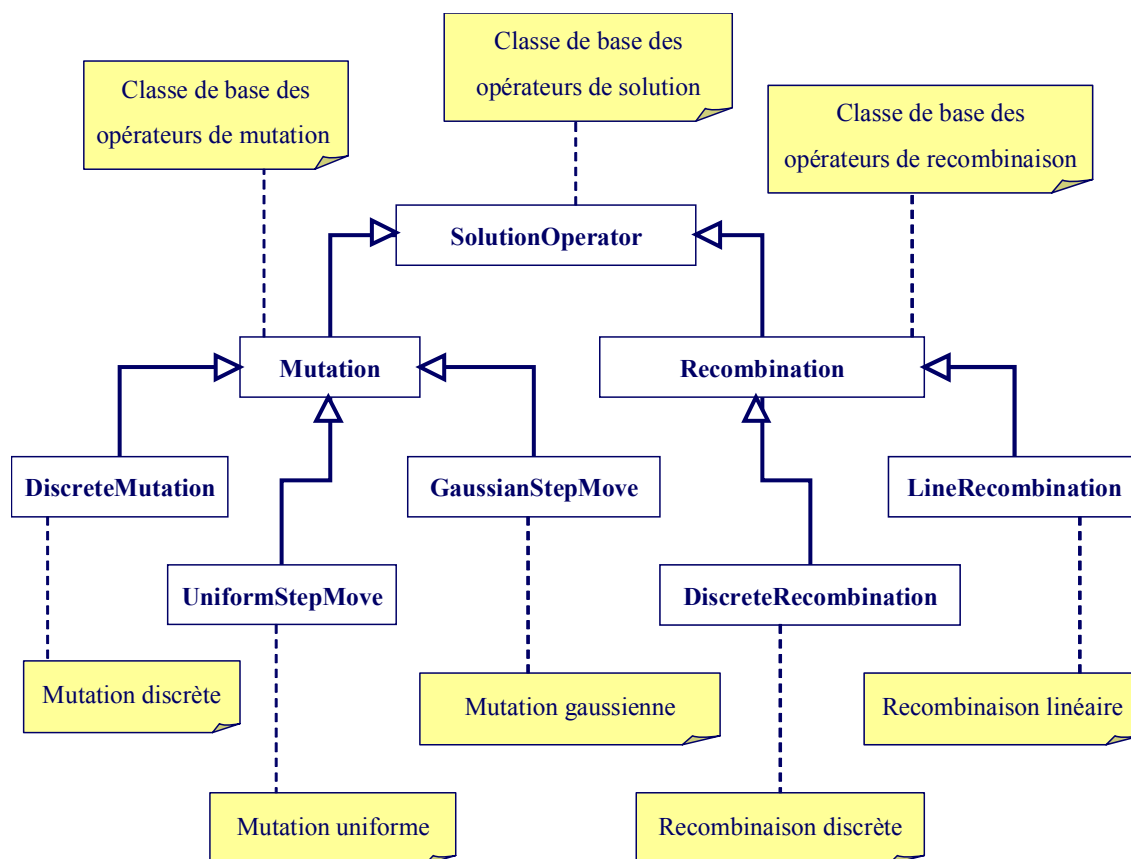 Classe de base des
opérateurs de solution
Classe de base des
opérateurs de mutation
Classe de base des
opérateurs de recombinaison
SolutionOperator
Mutation
Recombination
DiscreteMutation
GaussianStepMove
LineRecombination
UniformStepMove
DiscreteRecombination
Mutation discrète
Mutation gaussienne
Recombinaison linéaire
Mutation uniforme
Recombinaison discrète